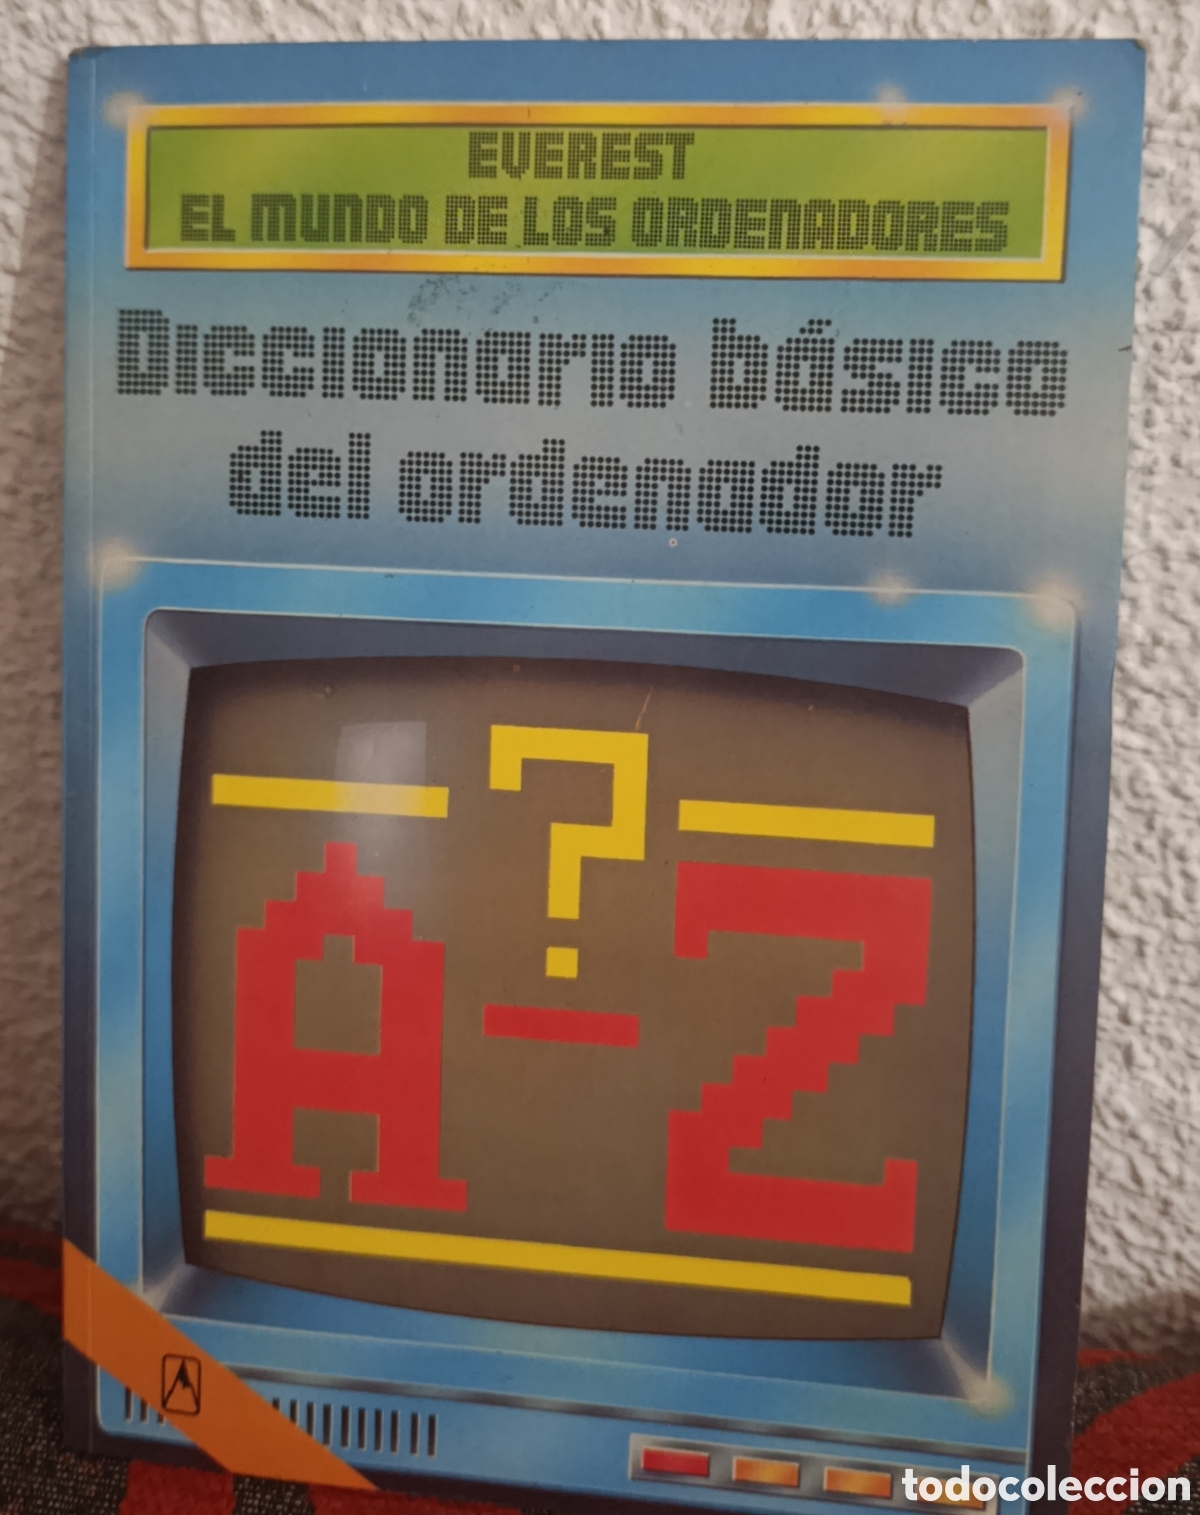 EVEREST
EL MUNDO DE LOS ORDENADORES
Diccionario básico
del ordenador
?
A-Z
todocoleccion